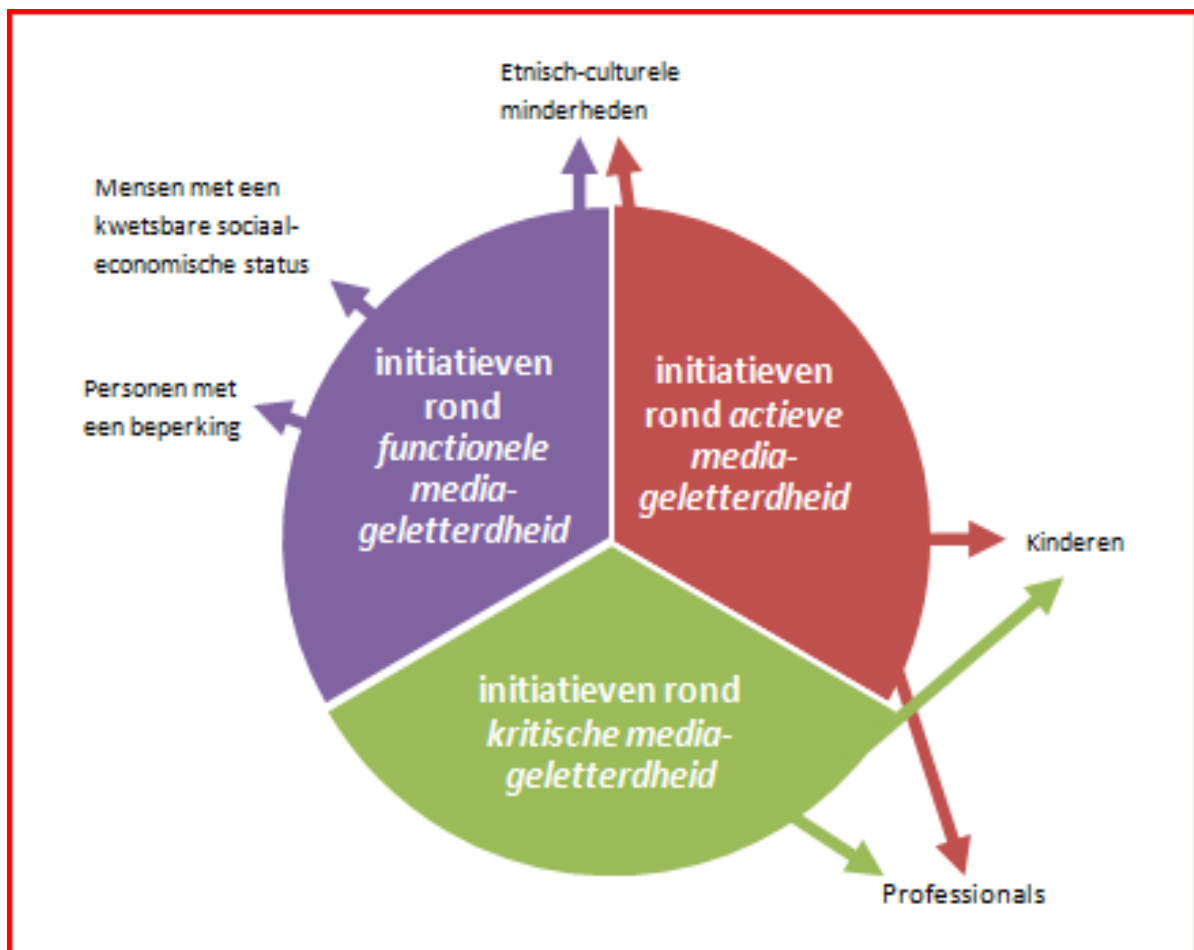 Etnisch-culturele
minderheden
Mensen met een
kwetsbare sociaal-
economische status
Personen met
een beperking
initiatieven
rond
functionele
media-
geletterdheid
initiatieven
rond actieve
media-
geletterdheid
Kinderen
initiatieven rond
kritische media-
geletterdheid
Professionals